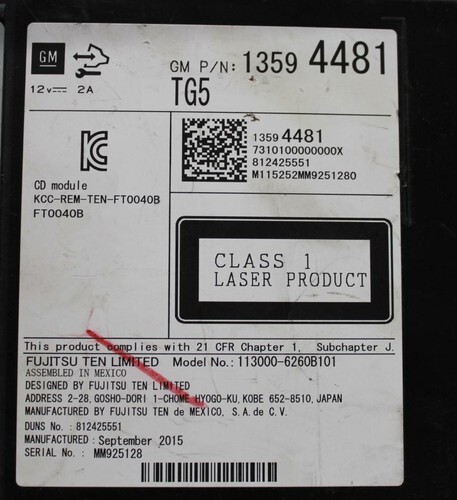 GM
GM P/N: 1359 4481
12V⎓ 2A
TG5
1359 4481
7310100000000X
812425551
M115252MM9251280
CD module
KCC-REM-TEN-FT0040B
FT0040B
CLASS 1
LASER PRODUCT
This product complies with 21 CFR Chapter 1, Subchapter J.
FUJITSU TEN LIMITED Model No.:113000-6260B101
ASSEMBLED IN MEXICO
DESIGNED BY FUJITSU TEN LIMITED
ADDRESS 2-28, GOSHO-DORI 1-CHOME HYOGO-KU, KOBE 652-8510, JAPAN
MANUFACTURED BY FUJITSU TEN de MEXICO, S.A. de C.V.
DUNS No. : 812425551
Manufactured: September 2015
SERIAL No.: MM925128